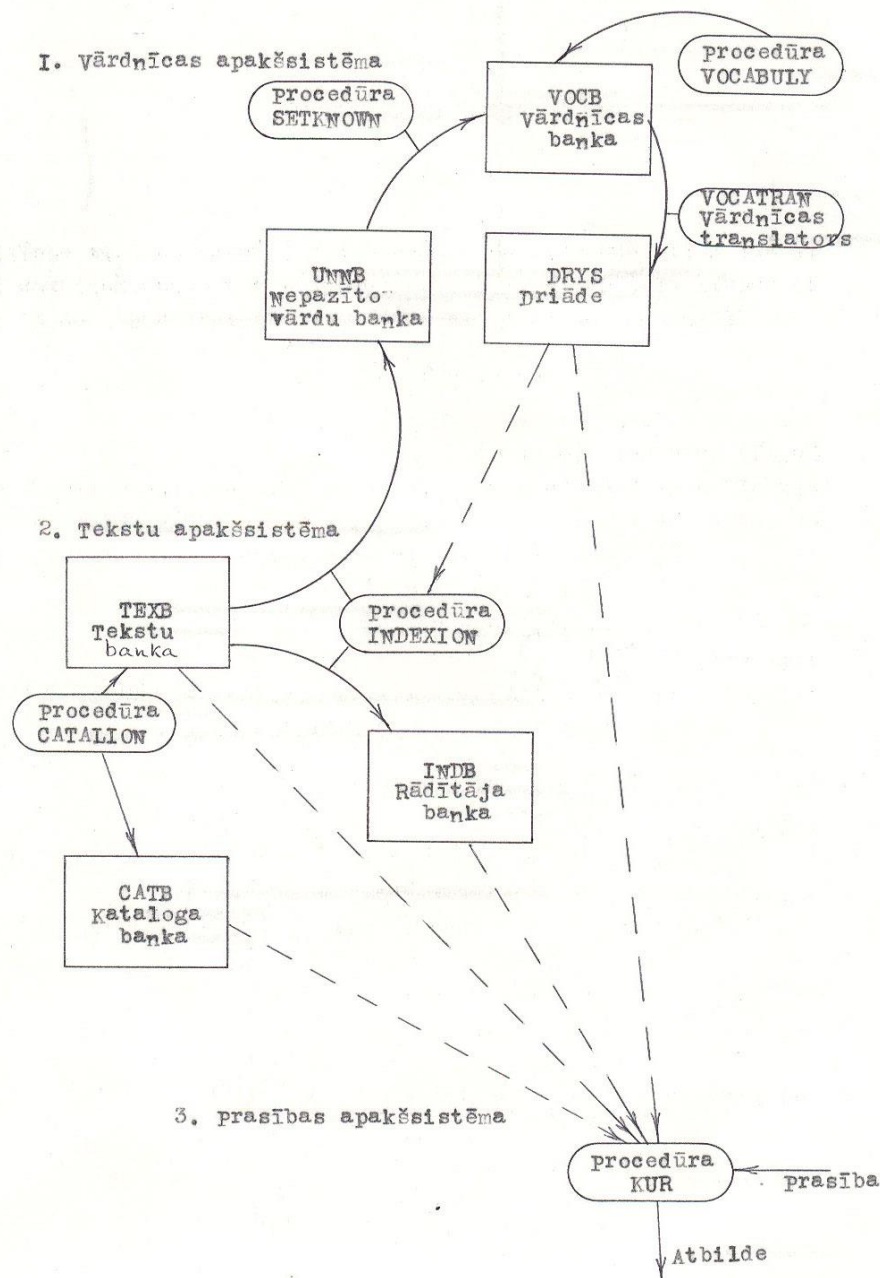 I. Vārdnīcas apakšsistēma
procedūra
VOCABULY
procedūra
SETKNOWN
VOCB
Vārdnīcas
banka
VOCATRAN
Vārdnīcas
translators
UNNB
Nepazīto
vārdu banka
DRYS
Driāde
2. Tekstu apakšsistēma
TEXB
Tekstu
banka
procedūra
INDEXION
procedūra
CATALION
INDB
Rādītāja
banka
CATB
Kataloga
banka
3. prasības apakšsistēma
procedūra
KUR
prasība
Atbilde